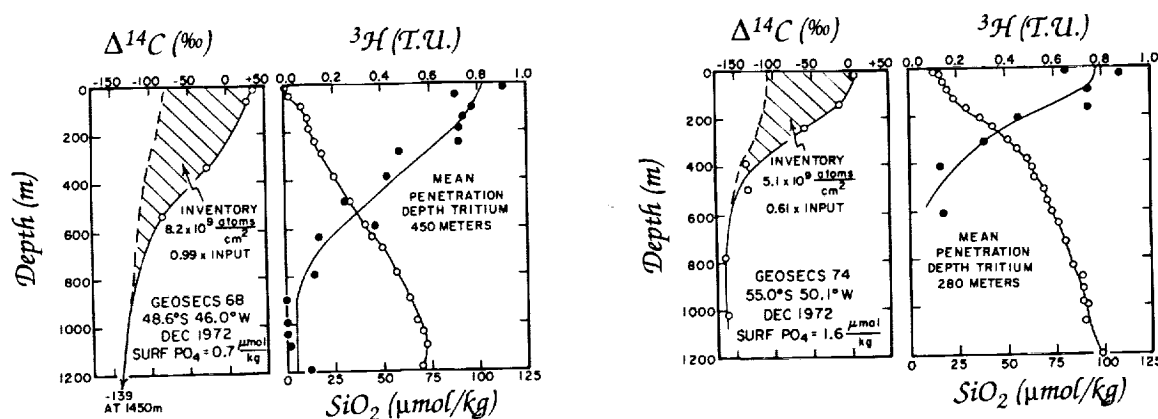 Δ¹⁴C (‰)
-150 -100 -50 0 +50
0
200
400
600
800
1000
1200
Depth (m)
INVENTORY
8.2 x 10⁹ atoms/cm²
0.99 x INPUT
GEOSECS 68
48.6°S 46.0°W
DEC 1972
SURF PO₄ = 0.7 μmol/kg
-139
AT 1450m
³H (T.U.)
0 0.2 0.4 0.6 0.8 1.0
MEAN
PENETRATION
DEPTH TRITIUM
450 METERS
0 25 50 75 100 125
SiO₂ (μmol/kg)
Δ¹⁴C (‰)
-150 -100 -50 0
0
200
400
600
800
1000
1200
Depth (m)
INVENTORY
5.1 x 10⁹ atoms/cm²
0.61 x INPUT
GEOSECS 74
55.0°S 50.1°W
DEC 1972
SURF PO₄ = 1.6 μmol/kg
³H (T.U.)
0 0.2 0.4 0.6 0.8 1.0
MEAN
PENETRATION
DEPTH TRITIUM
280 METERS
0 25 50 75 100 125
SiO₂ (μmol/kg)